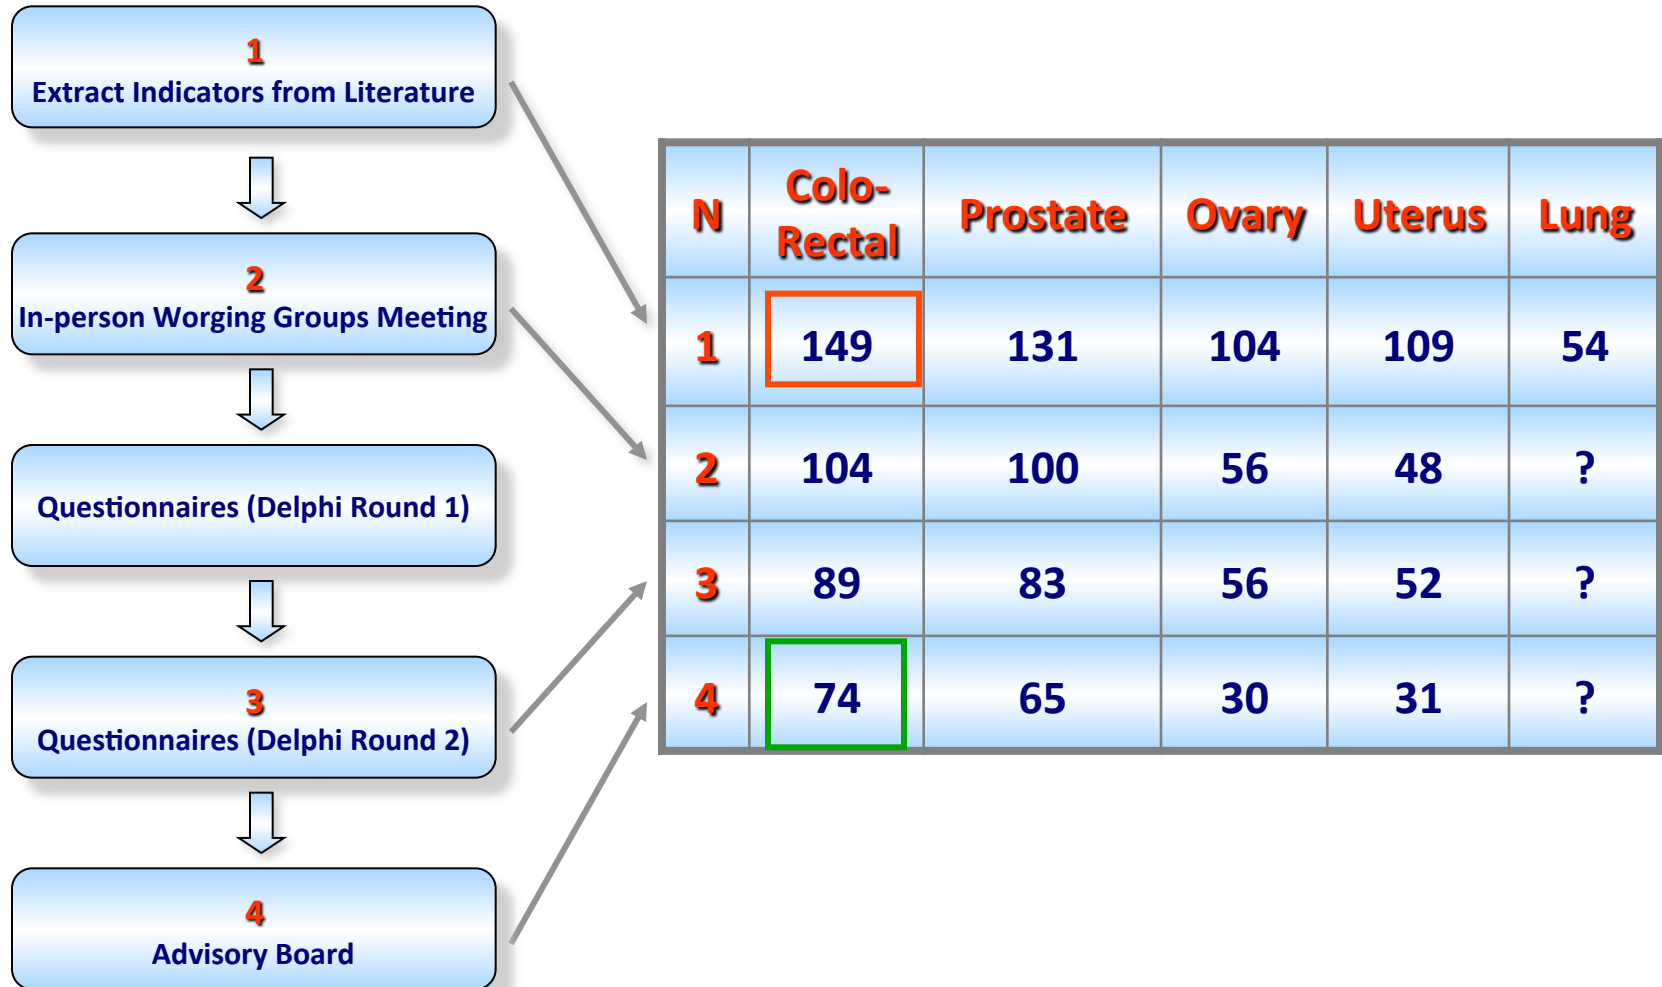 1
Extract Indicators from Literature
2
In-person Worging Groups Meeting
Questionnaires (Delphi Round 1)
3
Questionnaires (Delphi Round 2)
4
Advisory Board
N Colo-Rectal Prostate Ovary Uterus Lung
1 149 131 104 109 54
2 104 100 56 48 ?
3 89 83 56 52 ?
4 74 65 30 31 ?